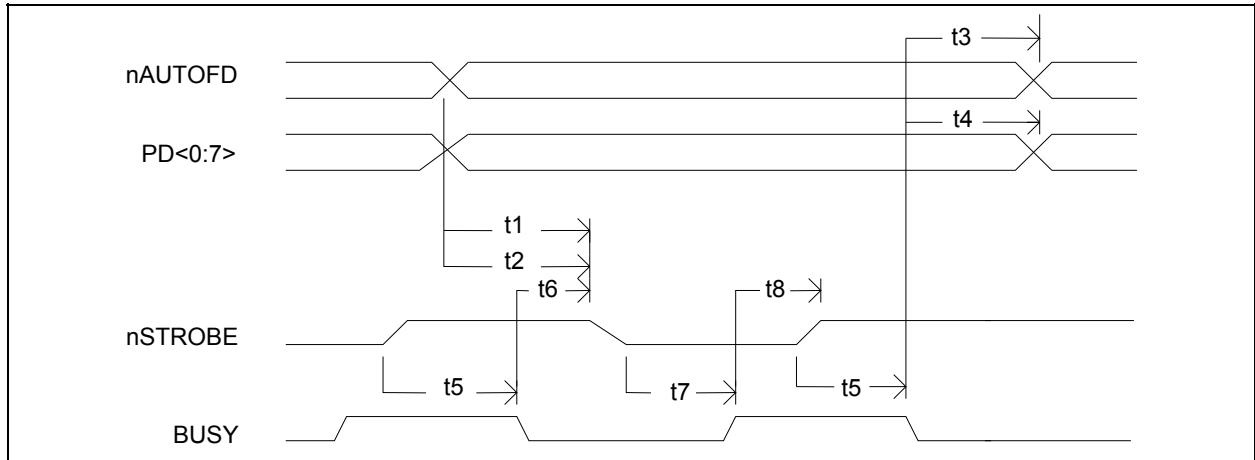 t3
nAUTOFD
t4
PD<0:7>
t1
t2
t6
t8
nSTROBE
t5
t7
t5
BUSY